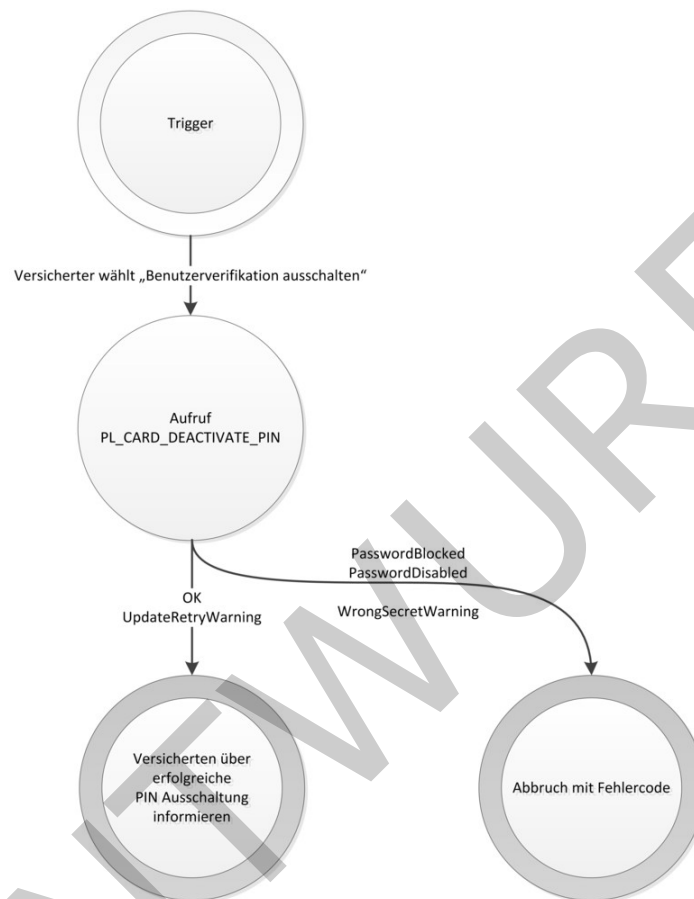 Trigger
Versicherter wählt „Benutzerverifikation ausschalten“
Aufruf
PL_CARD_DEACTIVATE_PIN
PasswordBlocked
PasswordDisabled
OK
UpdateRetryWarning
WrongSecretWarning
Versicherten über
erfolgreiche
PIN Ausschaltung
informieren
Abbruch mit Fehlercode